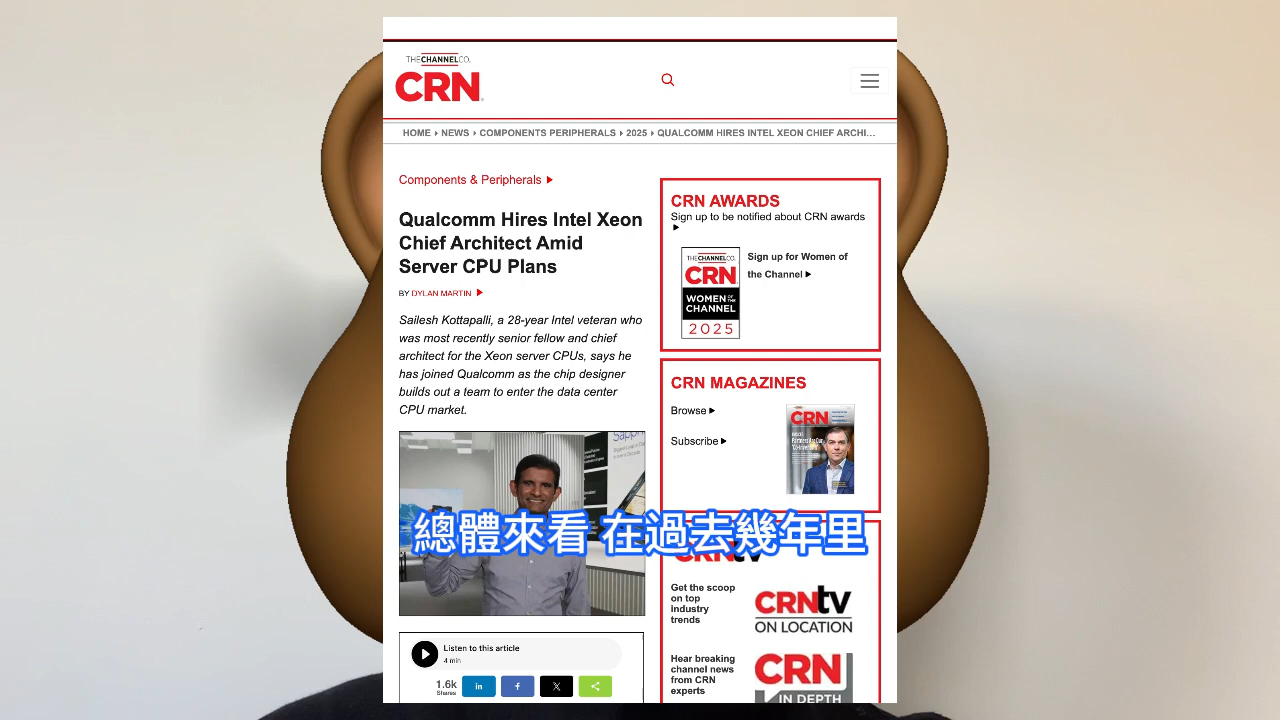 THECHANNELCO.
CRN
HOME NEWS COMPONENTS PERIPHERALS 2025 QUALCOMM HIRES INTEL XEON CHIEF ARCHI...
Components & Peripherals
Qualcomm Hires Intel Xeon
Chief Architect Amid
Server CPU Plans
BY DYLAN MARTIN
Sailesh Kottapalli, a 28-year Intel veteran who
was most recently senior fellow and chief
architect for the Xeon server CPUs, says he
has joined Qualcomm as the chip designer
builds out a team to enter the data center
CPU market.
Listen to this article
4 min
1.6k
Shares
in
f
X
CRN AWARDS
Sign up to be notified about CRN awards
THECHANNELCO.
CRN
WOMEN OF THE
CHANNEL
2025
Sign up for Women of
the Channel
CRN MAGAZINES
Browse
Subscribe
CRN
總體來看 在過去幾年里
Get the scoop
on top
industry
trends
CRNtv
ON LOCATION
Hear breaking
channel news
from CRN
experts
CRN
IN DEPTH